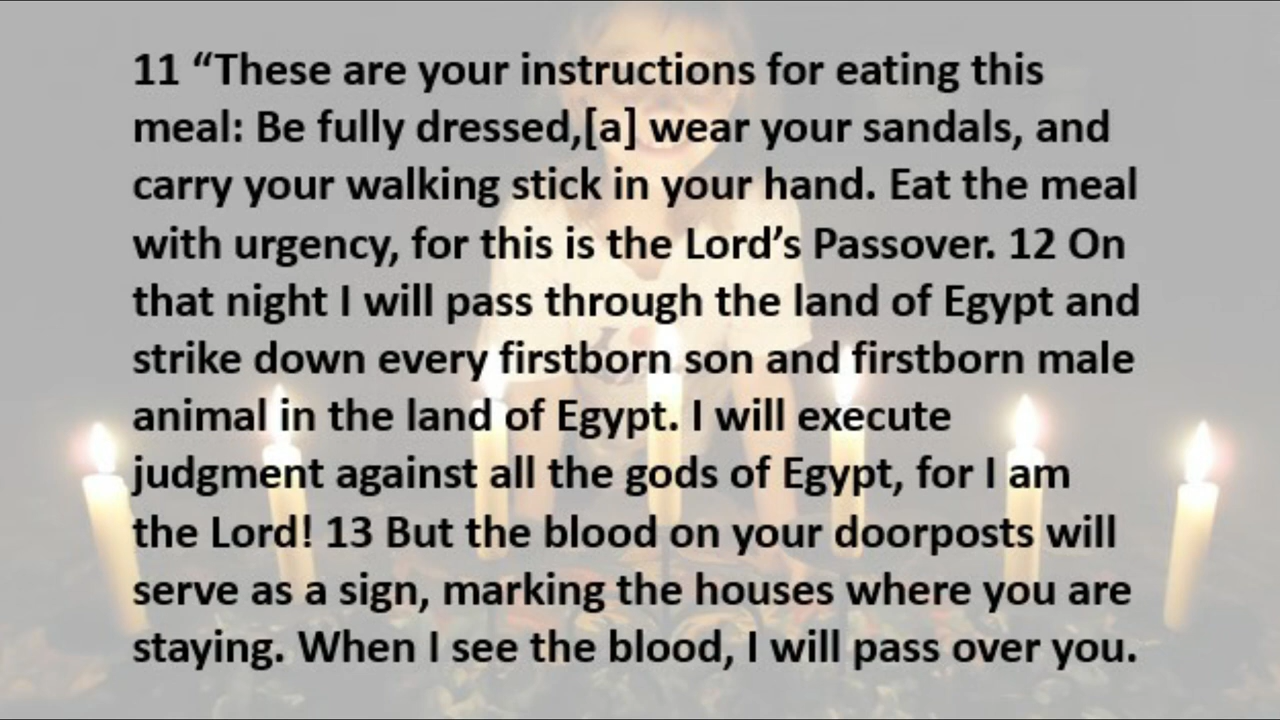 11 “These are your instructions for eating this
meal: Be fully dressed,[a] wear your sandals, and
carry your walking stick in your hand. Eat the meal
with urgency, for this is the Lord’s Passover. 12 On
that night I will pass through the land of Egypt and
strike down every firstborn son and firstborn male
animal in the land of Egypt. I will execute
judgment against all the gods of Egypt, for I am
the Lord! 13 But the blood on your doorposts will
serve as a sign, marking the houses where you are
staying. When I see the blood, I will pass over you.